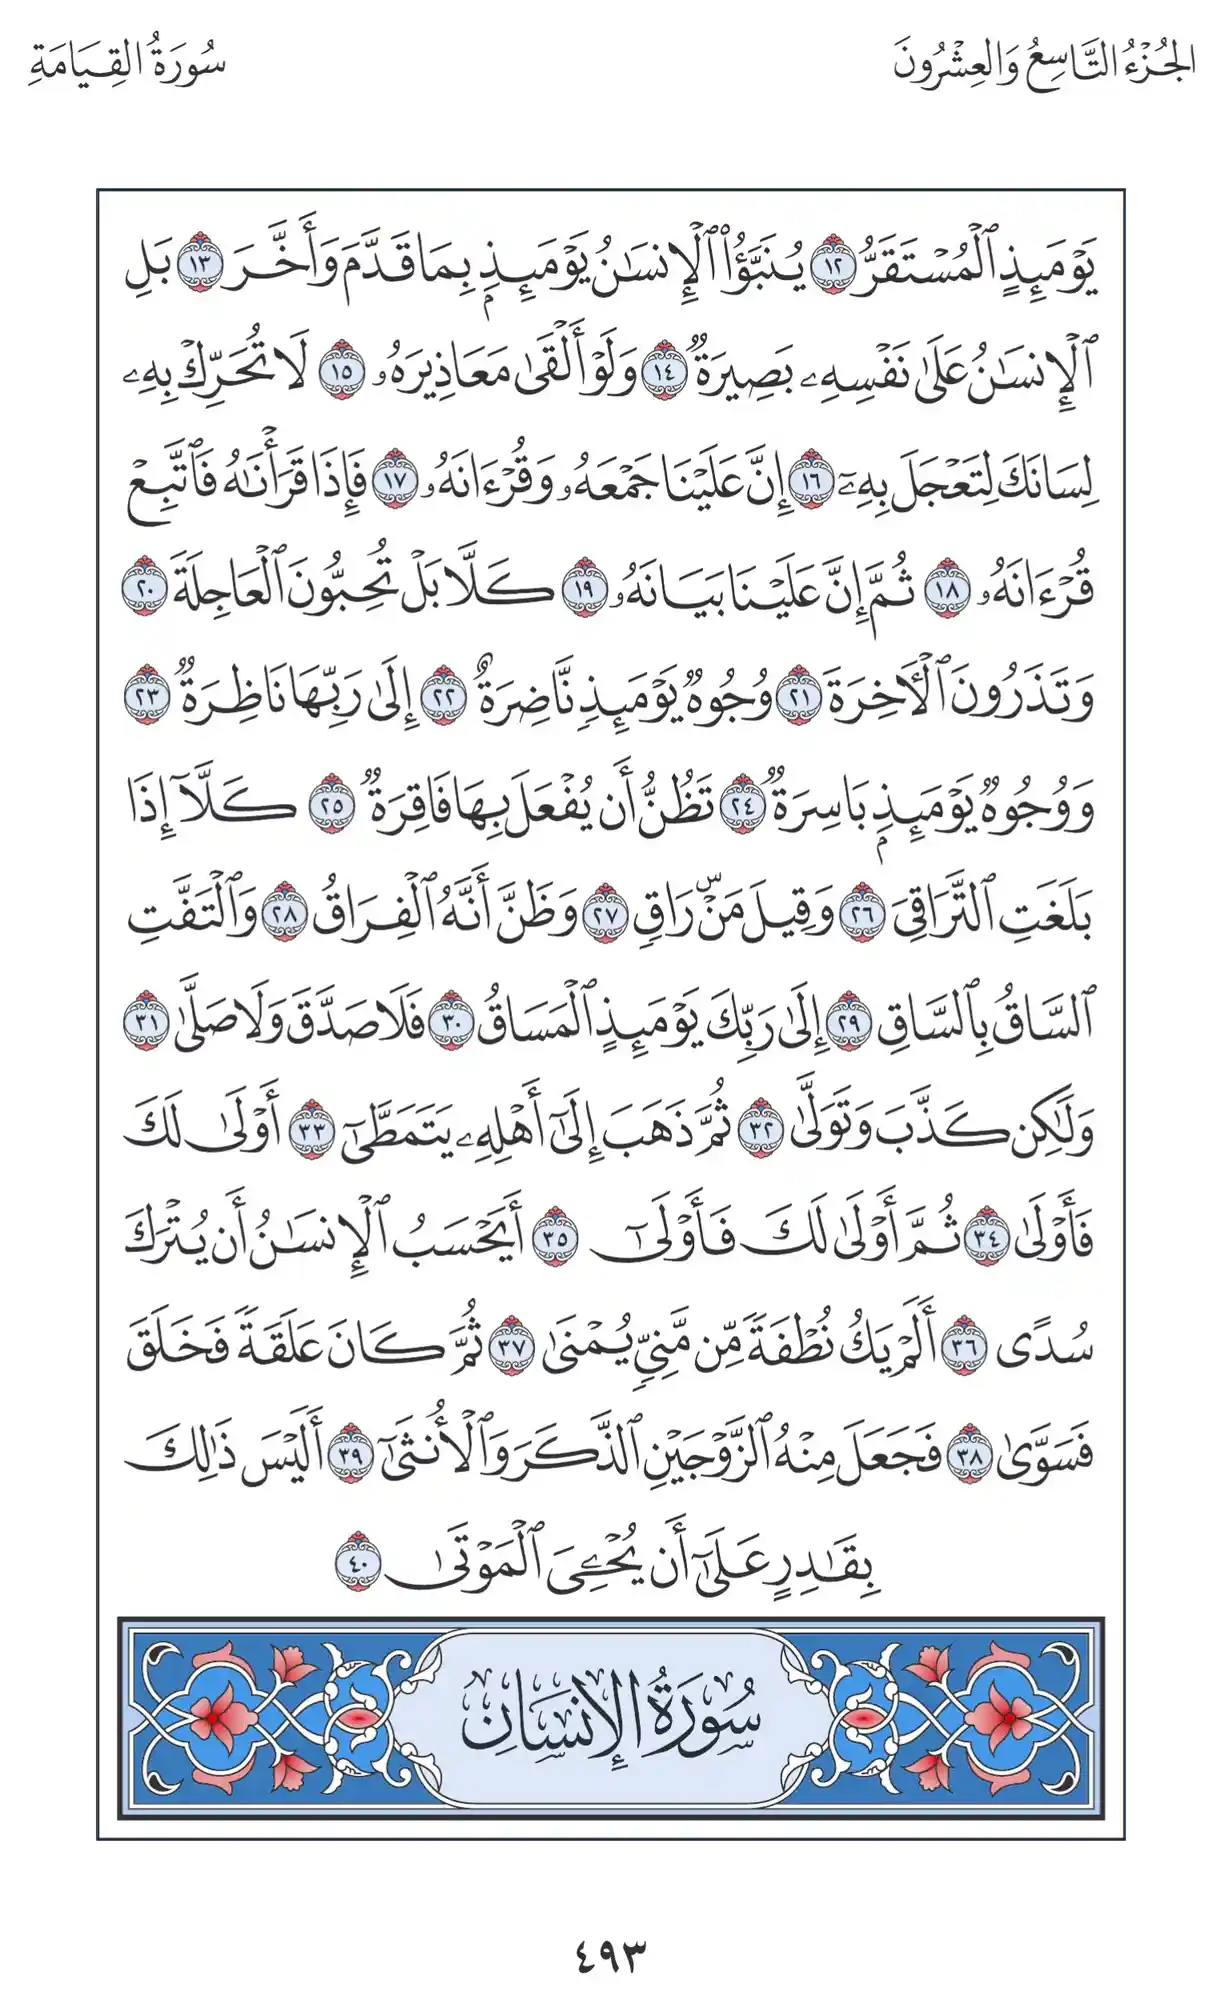 الجُزْءُ التَّاسِعُ وَالعِشْرُونَ
سُورَةُ القِيَامَةِ
يَوْمَئِذٍ ٱلْمُسْتَقَرُّ ١٢ يُنَبَّؤُا۟ ٱلْإِنسَٰنُ يَوْمَئِذٍۭ بِمَا قَدَّمَ وَأَخَّرَ ١٣ بَلِ
ٱلْإِنسَٰنُ عَلَىٰ نَفْسِهِۦ بَصِيرَةٌ ١٤ وَلَوْ أَلْقَىٰ مَعَاذِيرَهُۥ ١٥ لَا تُحَرِّكْ بِهِۦ
لِسَانَكَ لِتَعْجَلَ بِهِۦٓ ١٦ إِنَّ عَلَيْنَا جَمْعَهُۥ وَقُرْءَانَهُۥ ١٧ فَإِذَا قَرَأْنَٰهُ فَٱتَّبِعْ
قُرْءَانَهُۥ ١٨ ثُمَّ إِنَّ عَلَيْنَا بَيَانَهُۥ ١٩ كَلَّا بَلْ تُحِبُّونَ ٱلْعَاجِلَةَ ٢٠
وَتَذَرُونَ ٱلْءَاخِرَةَ ٢١ وُجُوهٌ يَوْمَئِذٍ نَّاضِرَةٌ ٢٢ إِلَىٰ رَبِّهَا نَاظِرَةٌ ٢٣
وَوُجُوهٌ يَوْمَئِذٍۭ بَاسِرَةٌ ٢٤ تَظُنُّ أَن يُفْعَلَ بِهَا فَاقِرَةٌ ٢٥ كَلَّآ إِذَا
بَلَغَتِ ٱلتَّرَاقِىَ ٢٦ وَقِيلَ مَنْۜ رَاقٍ ٢٧ وَظَنَّ أَنَّهُ ٱلْفِرَاقُ ٢٨ وَٱلْتَفَّتِ
ٱلسَّاقُ بِٱلسَّاقِ ٢٩ إِلَىٰ رَبِّكَ يَوْمَئِذٍ ٱلْمَسَاقُ ٣٠ فَلَا صَدَّقَ وَلَا صَلَّىٰ ٣١
وَلَٰكِن كَذَّبَ وَتَوَلَّىٰ ٣٢ ثُمَّ ذَهَبَ إِلَىٰٓ أَهْلِهِۦ يَتَمَطَّىٰٓ ٣٣ أَوْلَىٰ لَكَ
فَأَوْلَىٰ ٣٤ ثُمَّ أَوْلَىٰ لَكَ فَأَوْلَىٰٓ ٣٥ أَيَحْسَبُ ٱلْإِنسَٰنُ أَن يُتْرَكَ
سُدًى ٣٦ أَلَمْ يَكُ نُطْفَةً مِّن مَّنِىٍّ يُمْنَىٰ ٣٧ ثُمَّ كَانَ عَلَقَةً فَخَلَقَ
فَسَوَّىٰ ٣٨ فَجَعَلَ مِنْهُ ٱلزَّوْجَيْنِ ٱلذَّكَرَ وَٱلْأُنثَىٰٓ ٣٩ أَلَيْسَ ذَٰلِكَ
بِقَٰدِرٍ عَلَىٰٓ أَن يُحْۦِىَ ٱلْمَوْتَىٰ ٤٠
سُورَةُ الإِنسَانِ
٤٩٣